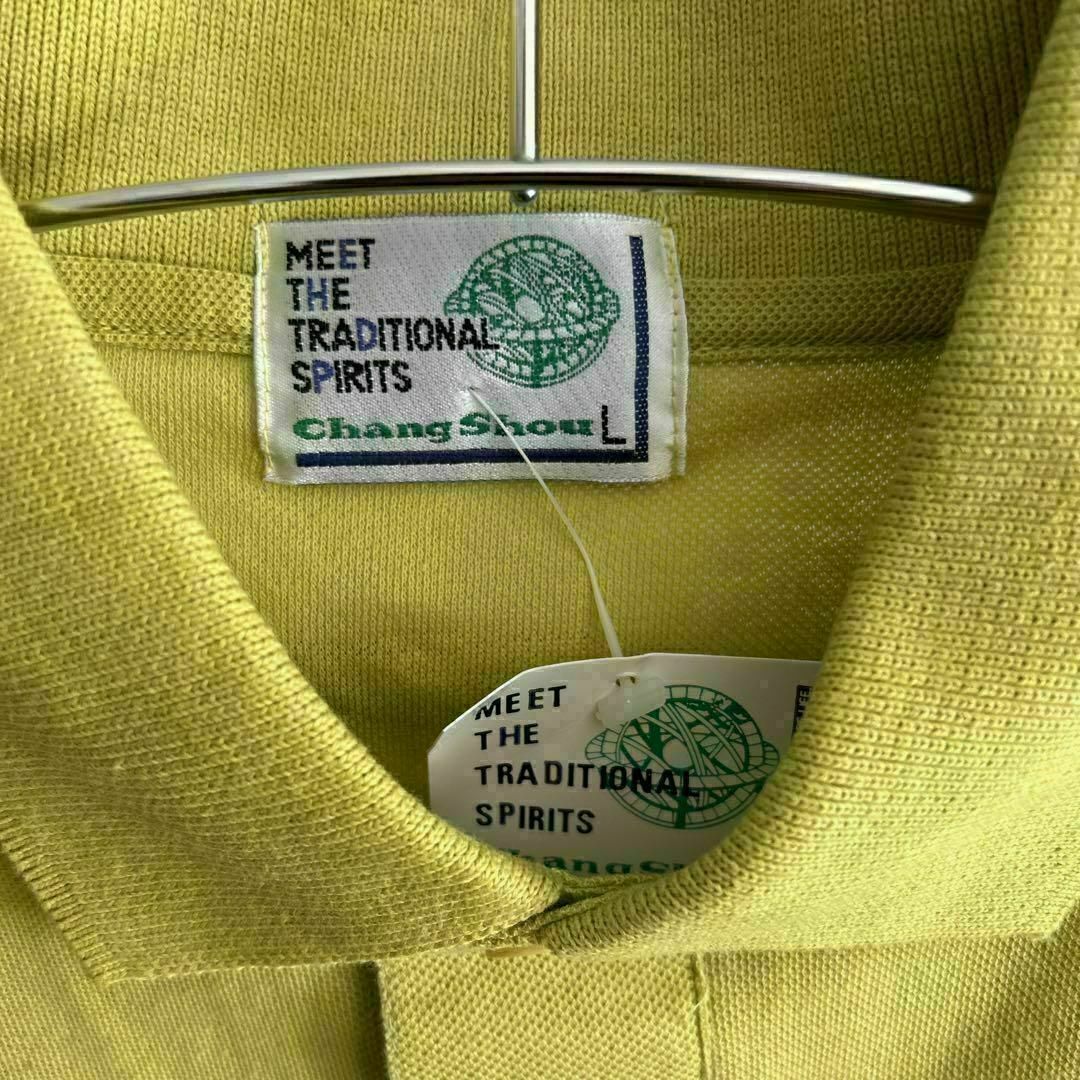 MEET
THE
TRADITIONAL
SPIRITS
Chang Shou L
MEET
THE
TRADITIONAL
SPIRITS